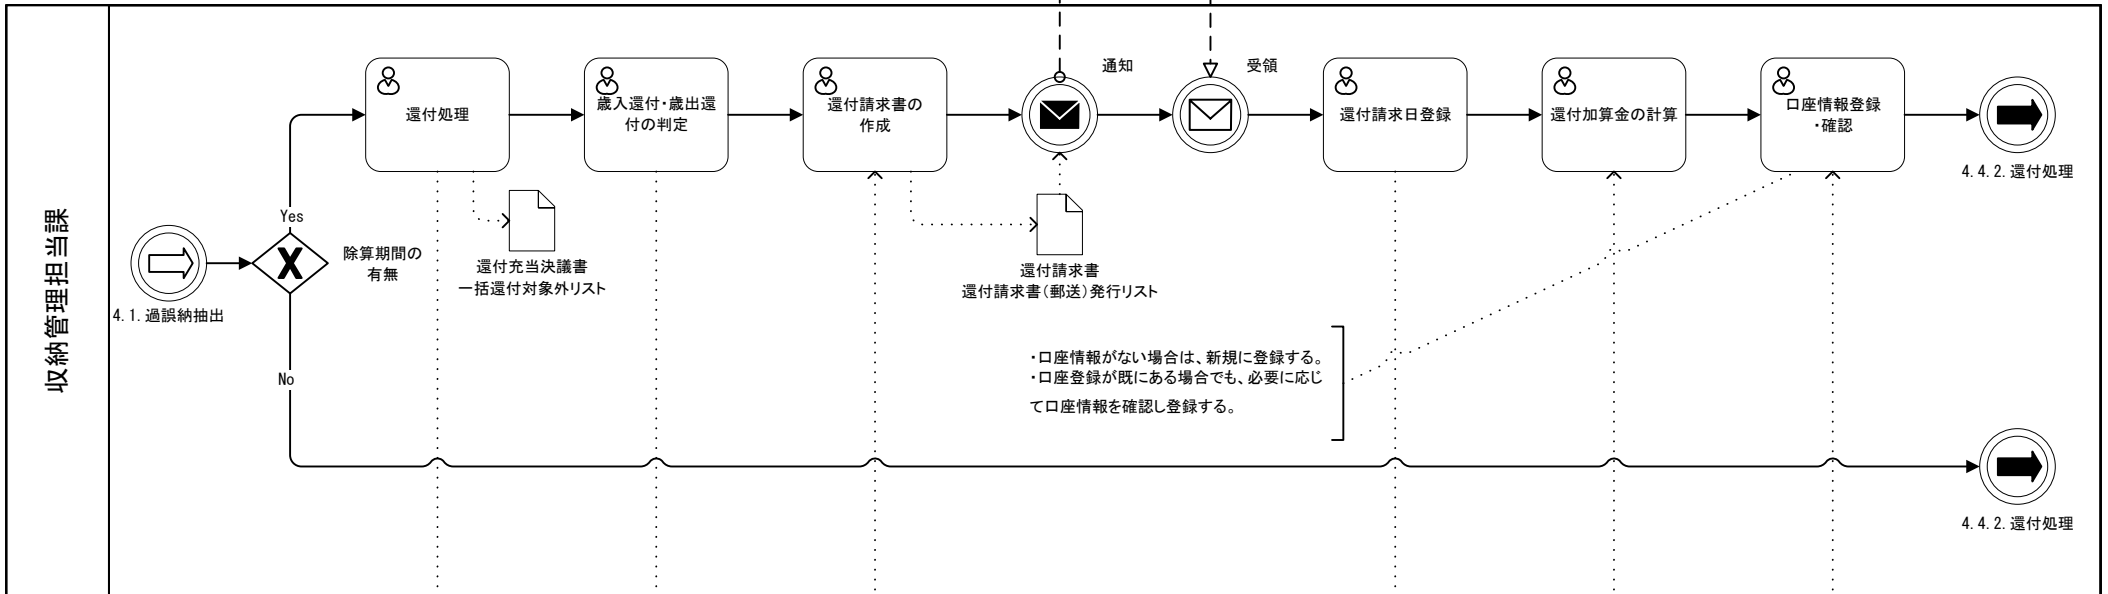 収納管理担当課
4.1.過誤納抽出
Yes
No
除算期間の
有無
還付処理
還付充当決議書
一括還付対象外リスト
歳入還付・歳出還
付の判定
還付請求書の
作成
通知
還付請求書
還付請求書(郵送)発行リスト
受領
還付請求日登録
還付加算金の計算
口座情報登録
・確認
4.4.2.還付処理
・口座情報がない場合は、新規に登録する。
・口座登録が既にある場合でも、必要に応じ
て口座情報を確認し登録する。
4.4.2.還付処理